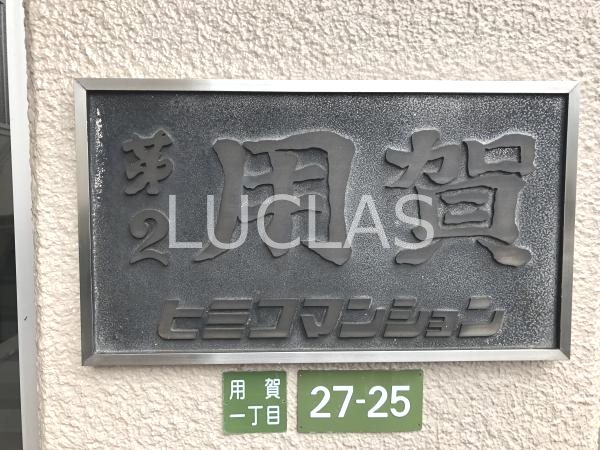 第2 用賀
LUCLAS
ヒミコマンション
用賀
一丁目
27-25